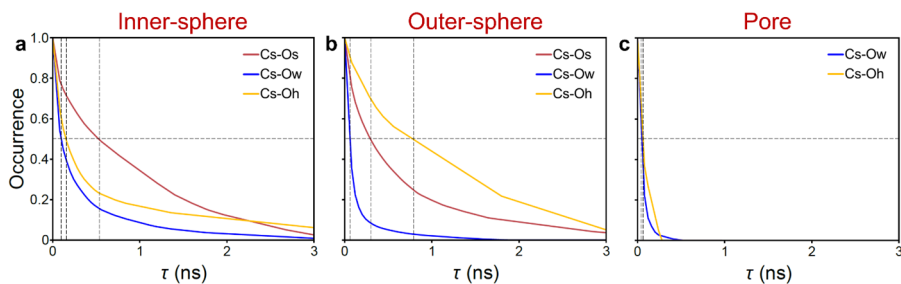 Inner-sphere
Outer-sphere
Pore
a
Cs-Os
Cs-Ow
Cs-Oh
b
Cs-Os
Cs-Ow
Cs-Oh
c
Cs-Ow
Cs-Oh
Occurrence
1.0
0.8
0.6
0.4
0.2
0
0 1 2 3
0 1 2 3
0 1 2 3
τ (ns)
τ (ns)
τ (ns)